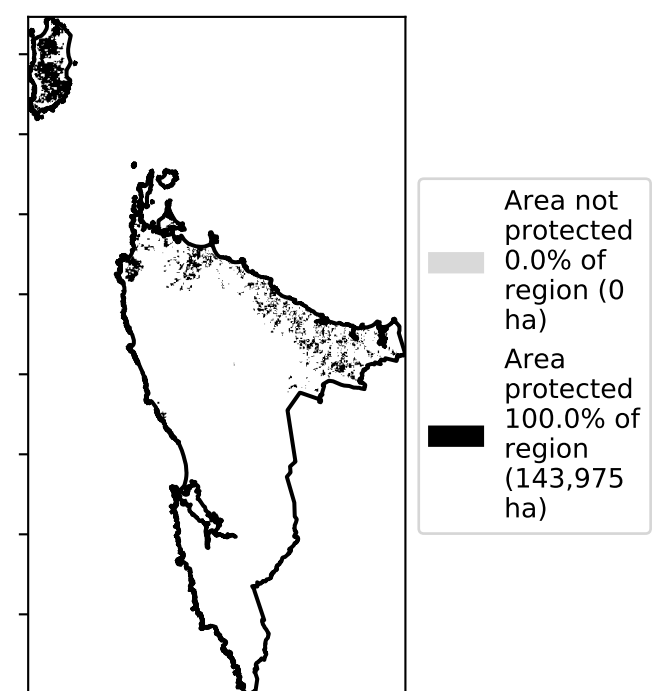 Area not
protected
0.0% of
region (0
ha)
Area
protected
100.0% of
region
(143,975
ha)